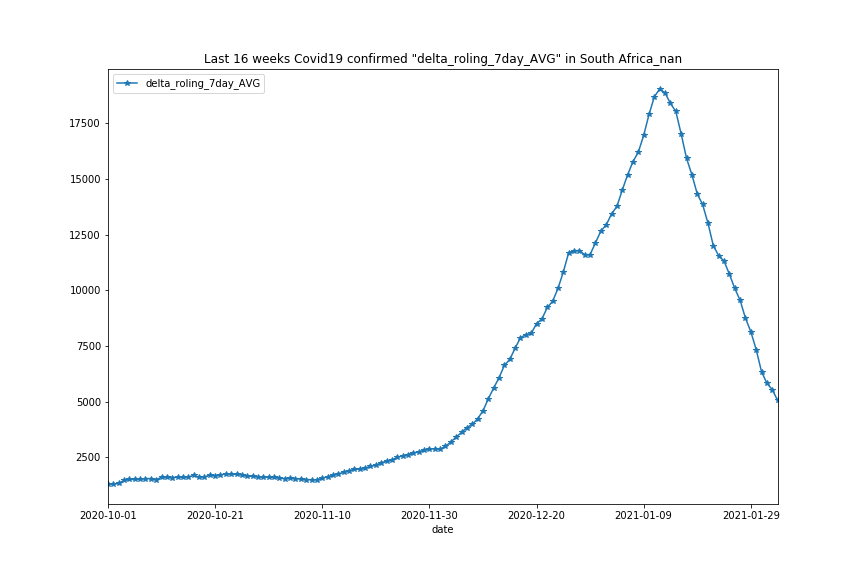 Last 16 weeks Covid19 confirmed "delta_roling_7day_AVG" in South Africa_nan
delta_roling_7day_AVG
17500
15000
12500
10000
7500
5000
2500
2020-10-01 2020-10-21 2020-11-10 2020-11-30 2020-12-20 2021-01-09 2021-01-29
date